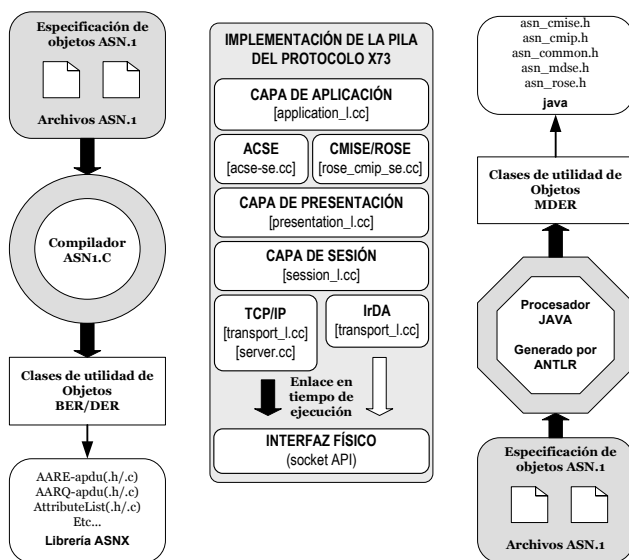 Especificación de
objetos ASN.1
Archivos ASN.1
Compilador
ASN1.C
Clases de utilidad de
Objetos
BER/DER
AARE-apdu(.h/.c)
AARQ-apdu(.h/.c)
AttributeList(.h/.c)
Etc...
Librería ASNX
IMPLEMENTACIÓN DE LA PILA
DEL PROTOCOLO X73
CAPA DE APLICACIÓN
[application_l.cc]
ACSE
[acse-se.cc]
CMISE/ROSE
[rose_cmip_se.cc]
CAPA DE PRESENTACIÓN
[presentation_l.cc]
CAPA DE SESIÓN
[session_l.cc]
TCP/IP
[transport_l.cc]
[server.cc]
IrDA
[transport_l.cc]
Enlace en
tiempo de
ejecución
INTERFAZ FÍSICO
(socket API)
asn_cmise.h
asn_cmip.h
asn_common.h
asn_mdse.h
asn_rose.h
java
Clases de utilidad de
Objetos
MDER
Procesador
JAVA
Generado por
ANTLR
Especificación de
objetos ASN.1
Archivos ASN.1